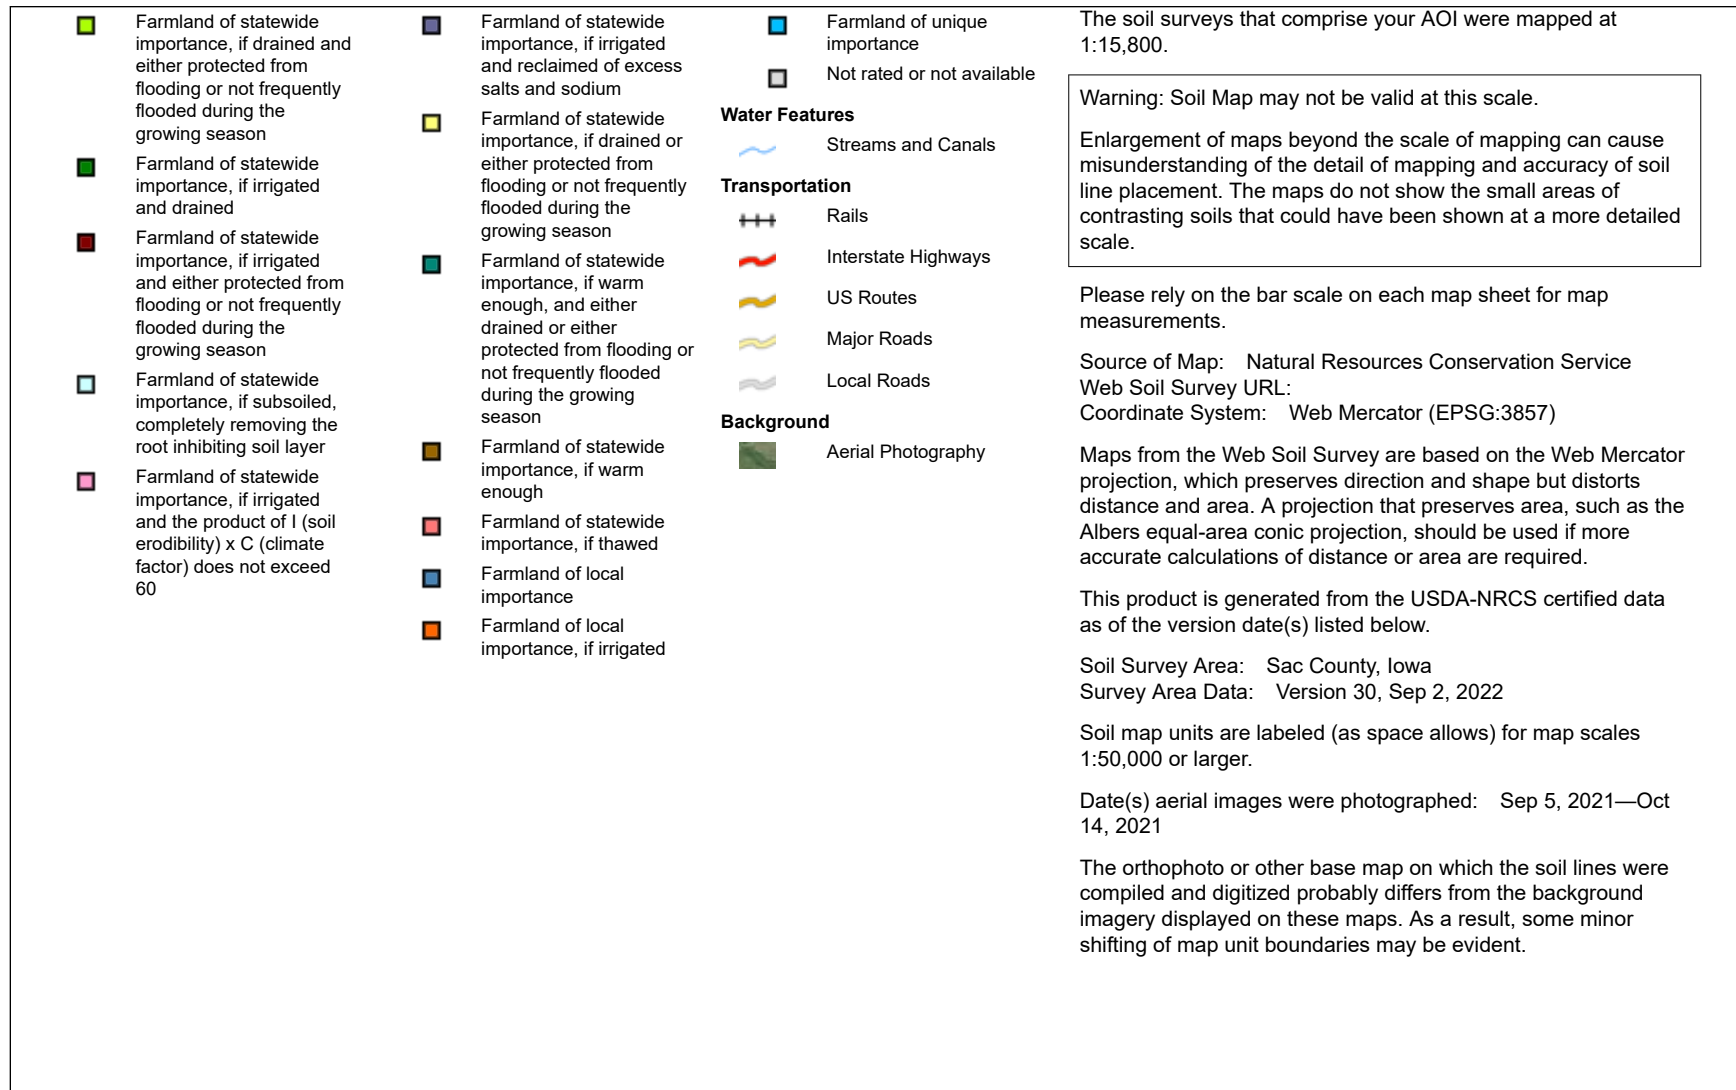 Farmland of statewide
importance, if drained and
either protected from
flooding or not frequently
flooded during the
growing season
Farmland of statewide
importance, if irrigated
and drained
Farmland of statewide
importance, if irrigated
and either protected from
flooding or not frequently
flooded during the
growing season
Farmland of statewide
importance, if subsoiled,
completely removing the
root inhibiting soil layer
Farmland of statewide
importance, if irrigated
and the product of I (soil
erodibility) x C (climate
factor) does not exceed
60
Farmland of statewide
importance, if irrigated
and reclaimed of excess
salts and sodium
Farmland of statewide
importance, if drained or
either protected from
flooding or not frequently
flooded during the
growing season
Farmland of statewide
importance, if warm
enough, and either
drained or either
protected from flooding or
not frequently flooded
during the growing
season
Farmland of statewide
importance, if warm
enough
Farmland of statewide
importance, if thawed
Farmland of local
importance
Farmland of local
importance, if irrigated
Farmland of unique
importance
Not rated or not available
Water Features
Streams and Canals
Transportation
Rails
Interstate Highways
US Routes
Major Roads
Local Roads
Background
Aerial Photography
The soil surveys that comprise your AOI were mapped at
1:15,800.
Warning: Soil Map may not be valid at this scale.
Enlargement of maps beyond the scale of mapping can cause
misunderstanding of the detail of mapping and accuracy of soil
line placement. The maps do not show the small areas of
contrasting soils that could have been shown at a more detailed
scale.
Please rely on the bar scale on each map sheet for map
measurements.
Source of Map: Natural Resources Conservation Service
Web Soil Survey URL:
Coordinate System: Web Mercator (EPSG:3857)
Maps from the Web Soil Survey are based on the Web Mercator
projection, which preserves direction and shape but distorts
distance and area. A projection that preserves area, such as the
Albers equal-area conic projection, should be used if more
accurate calculations of distance or area are required.
This product is generated from the USDA-NRCS certified data
as of the version date(s) listed below.
Soil Survey Area: Sac County, Iowa
Survey Area Data: Version 30, Sep 2, 2022
Soil map units are labeled (as space allows) for map scales
1:50,000 or larger.
Date(s) aerial images were photographed: Sep 5, 2021—Oct
14, 2021
The orthophoto or other base map on which the soil lines were
compiled and digitized probably differs from the background
imagery displayed on these maps. As a result, some minor
shifting of map unit boundaries may be evident.